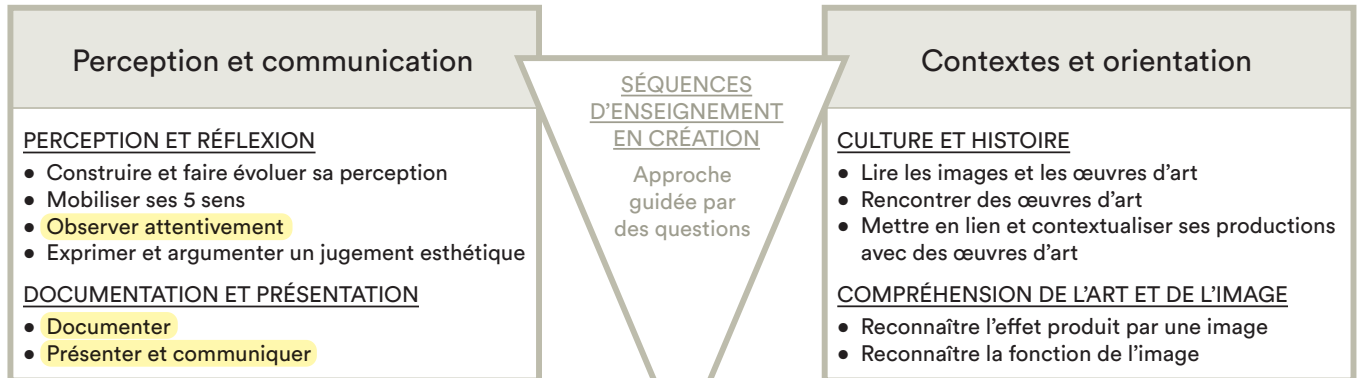 Perception et communication
PERCEPTION ET RÉFLEXION
• Construire et faire évoluer sa perception
• Mobiliser ses 5 sens
• Observer attentivement
• Exprimer et argumenter un jugement esthétique
DOCUMENTATION ET PRÉSENTATION
• Documenter
• Présenter et communiquer
SÉQUENCES
D’ENSEIGNEMENT
EN CRÉATION
Approche
guidée par
des questions
Contextes et orientation
CULTURE ET HISTOIRE
• Lire les images et les œuvres d’art
• Rencontrer des œuvres d’art
• Mettre en lien et contextualiser ses productions
avec des œuvres d’art
COMPRÉHENSION DE L’ART ET DE L’IMAGE
• Reconnaître l’effet produit par une image
• Reconnaître la fonction de l’image